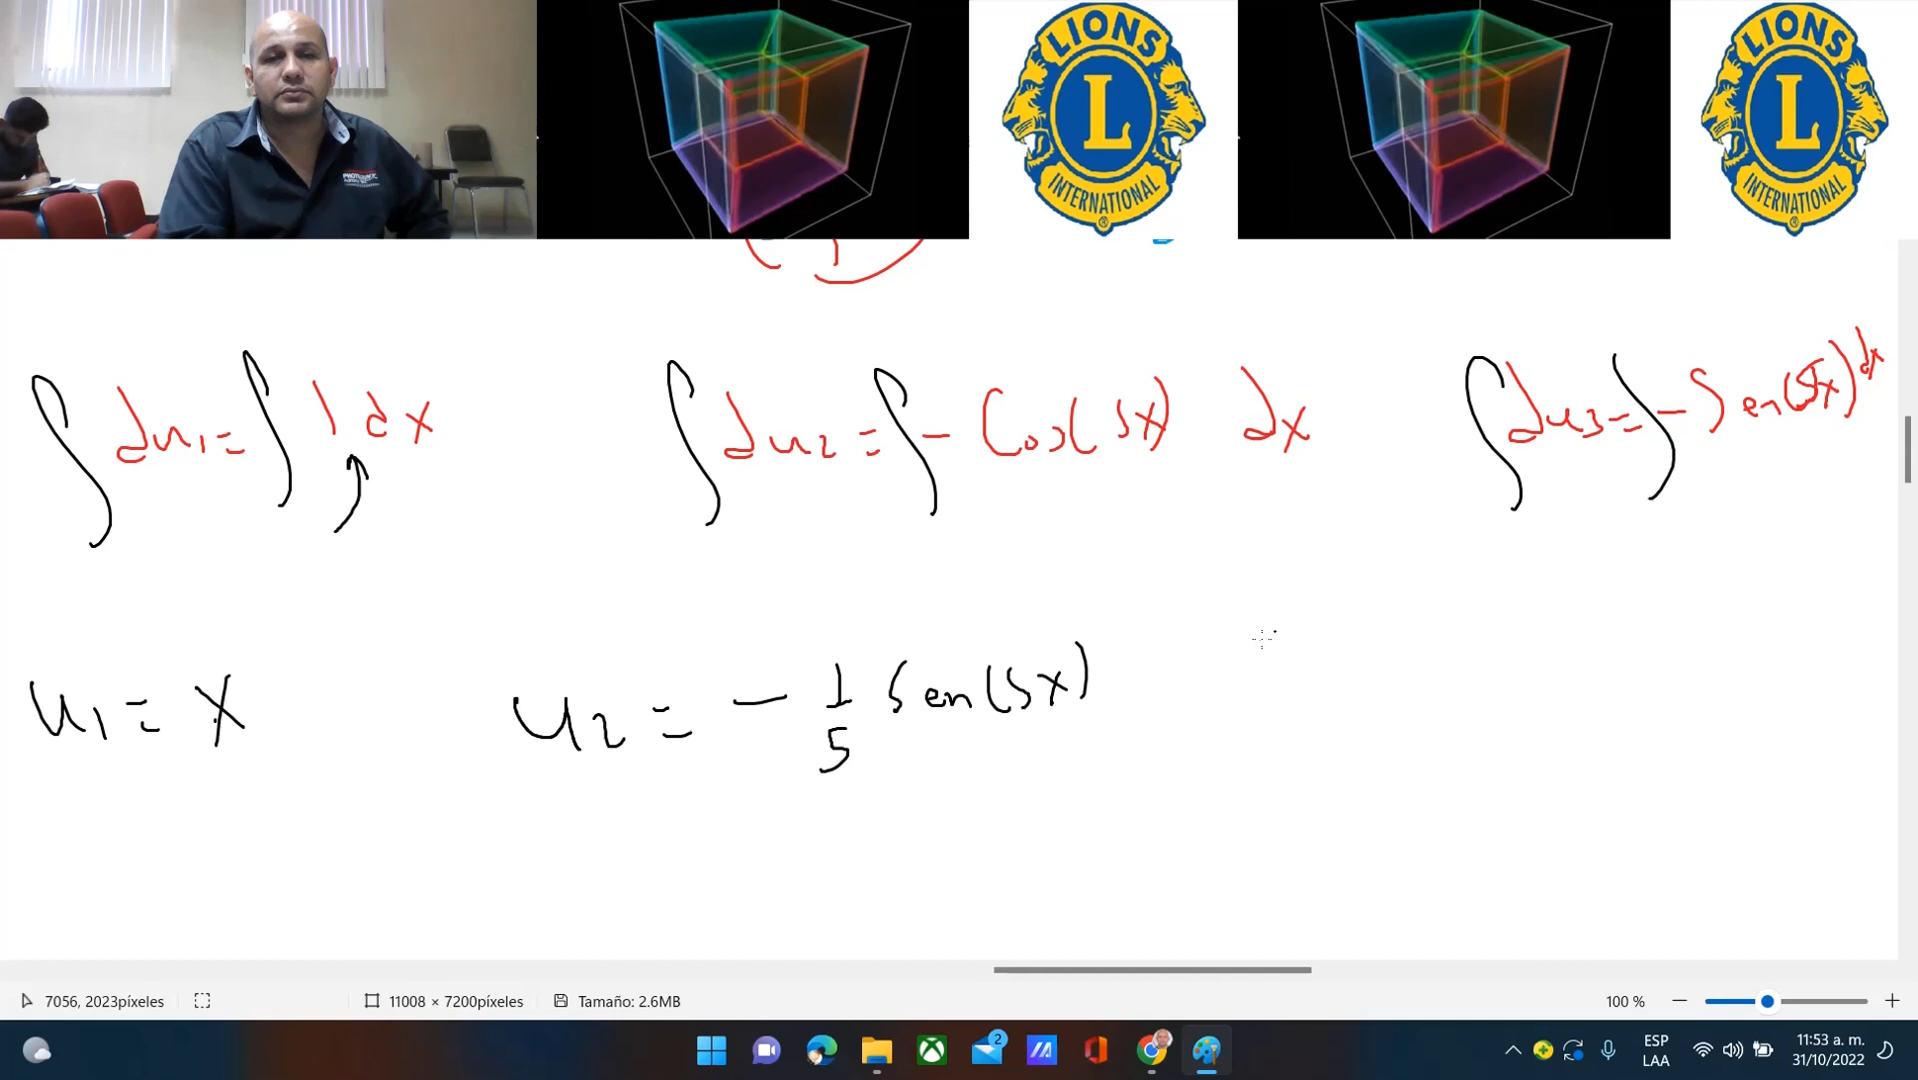 LIONS
L
INTERNATIONAL
®
LIONS
L
INTERNATIONAL
®
∫ du₁ = ∫ 1 dx
∫ du₂ = ∫ - Cos(5x) dx
∫ du₃ = ∫ - Sen(5x) dx
u₁ = x
u₂ = - 1/5 Sen(5x)
7056, 2023píxeles
11008 × 7200píxeles
Tamaño: 2.6MB
100 %
2
ESP
LAA
11:53 a. m.
31/10/2022